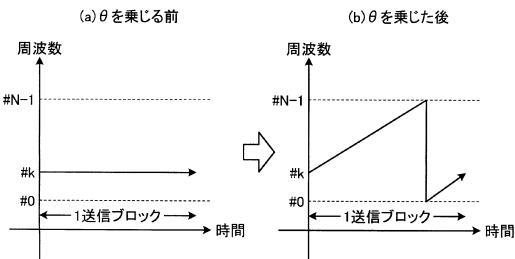 (a)θを乗じる前
周波数
#N-1
#k
#0
1送信ブロック
時間
(b)θを乗じた後
周波数
#N-1
#k
#0
1送信ブロック
時間